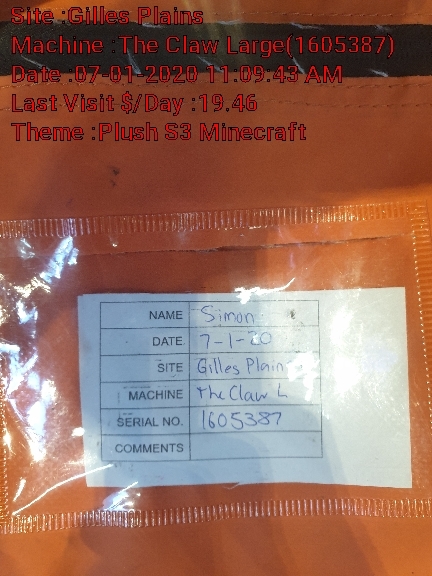 Site :Gilles Plains
Machine :The Claw Large(1605387)
Date :07-01-2020 11:09:43 AM
Last Visit $/Day :19.46
Theme :Plush S3 Minecraft
NAME Simon
DATE 7-1-20
SITE Gilles Plains
MACHINE The Claw L
SERIAL NO. 1605387
COMMENTS